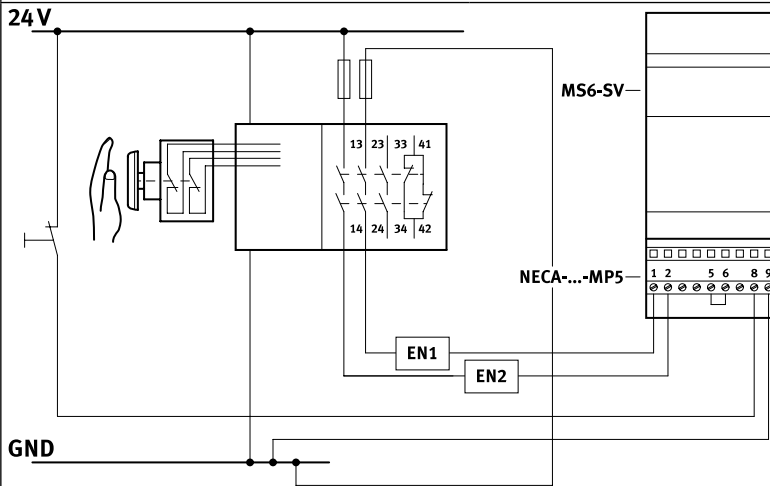 24 V
MS6-SV
13 23 33 41
14 24 34 42
NECA-...-MP5
1 2 5 6 8 9
EN1
EN2
GND